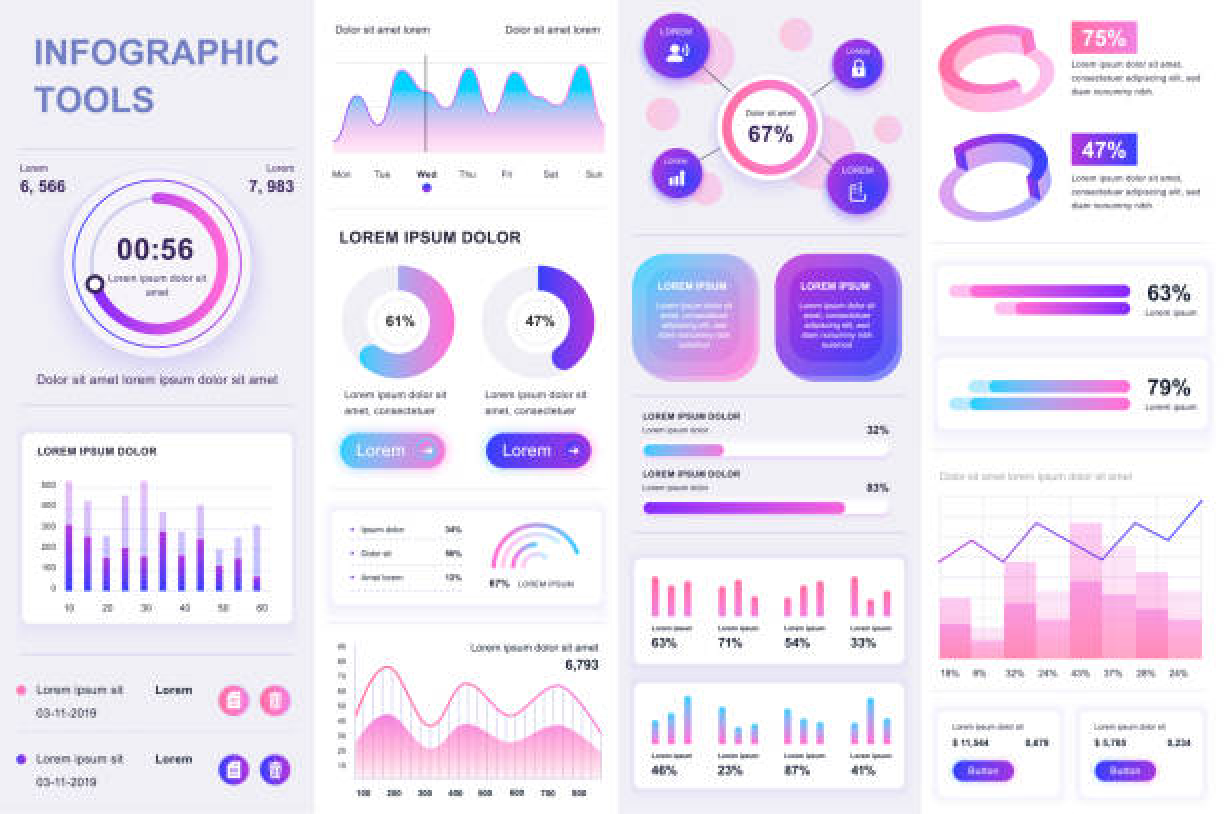 INFOGRAPHIC
TOOLS
Lorem Lorem
6, 566 7, 983
00:56
Lorem ipsum dolor sit
amet
Dolor sit amet lorem ipsum dolor sit amet
LOREM IPSUM DOLOR
500
400
300
200
100
0
10 20 30 40 50 60
Lorem ipsum sit Lorem
03-11-2019
Lorem ipsum sit Lorem
03-11-2019
Dolor sit amet lorem Dolor sit amet lorem
Mon Tue Wed Thu Fri Sat Sun
LOREM IPSUM DOLOR
61% 47%
Lorem ipsum dolor sit Lorem ipsum dolor sit
amet, consectetuer amet, consectetuer
Lorem Lorem
Ipsum dolor 34%
Dolor sit
Amet lorem
67% LOREM IPSUM
Lorem ipsum dolor sit amet
6,793
80
70
60
50
40
30
20
10
100 200 300 400 500 600 700 800
LOREM
LOREM
Dolor sit amet
67%
LOREM
LOREM
LOREM IPSUM LOREM IPSUM
Lorem ipsum dolor sit Lorem ipsum dolor sit
amet, consectetuer amet, consectetuer
adipiscing elit, sed adipiscing elit, sed
diam nonummy nibh diam nonummy nibh
euismod euismod
LOREM IPSUM DOLOR
Lorem ipsum dolor 32%
LOREM IPSUM DOLOR
Lorem ipsum dolor 83%
Lorem ipsum Lorem ipsum Lorem ipsum Lorem ipsum
63% 71% 54% 33%
Lorem ipsum Lorem ipsum Lorem ipsum Lorem ipsum
46% 23% 87% 41%
75%
Lorem ipsum dolor sit amet,
consectetuer adipiscing elit, sed
diam nonummy nibh.
47%
Lorem ipsum dolor sit amet,
consectetuer adipiscing elit, sed
diam nonummy nibh.
63%
Lorem ipsum
79%
Lorem ipsum
Dolor sit amet lorem ipsum dolor sit amet
18% 32% 24% 43% 37% 28% 24%
Lorem ipsum dolor sit Lorem ipsum dolor sit
$ 11,564 8,679 $ 5,785 9,234
Button Button